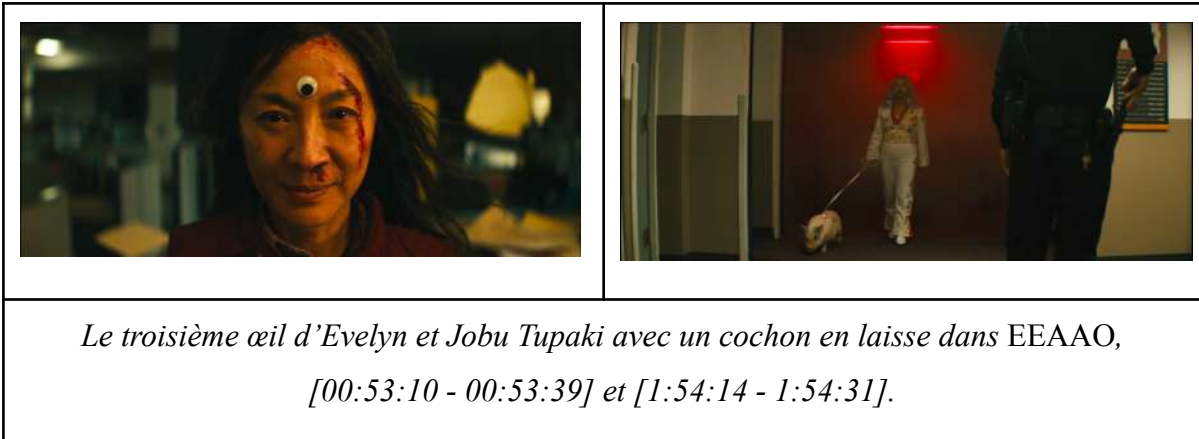 Le troisième œil d’Evelyn et Jobu Tupaki avec un cochon en laisse dans EEAAO,
[00:53:10 - 00:53:39] et [1:54:14 - 1:54:31].